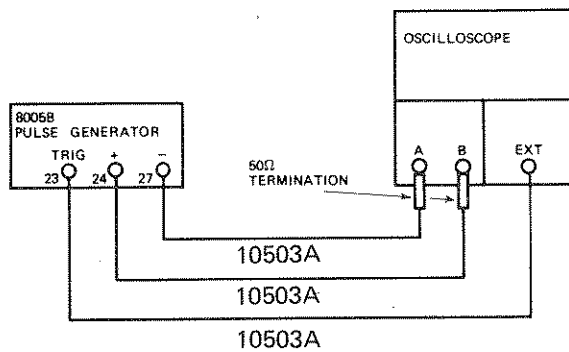 OSCILLOSCOPE
8005B
PULSE GENERATOR
TRIG + −
23 24 27
A B EXT
50Ω
TERMINATION
10503A
10503A
10503A